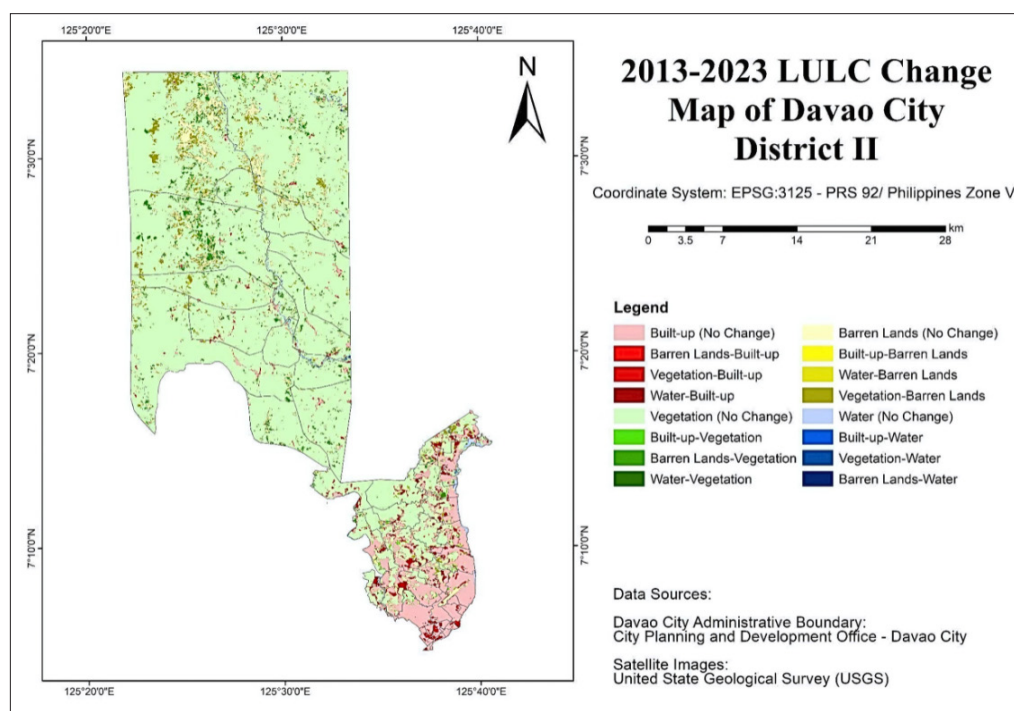 125°20'0"E 125°30'0"E 125°40'0"E
N
7°30'0"N 7°30'0"N
7°20'0"N 7°20'0"N
7°10'0"N 7°10'0"N
125°20'0"E 125°30'0"E 125°40'0"E
2013-2023 LULC Change
Map of Davao City
District II
Coordinate System: EPSG:3125 - PRS 92/ Philippines Zone V
km
0 3.5 7 14 21 28
Legend
Built-up (No Change)
Barren Lands-Built-up
Vegetation-Built-up
Water-Built-up
Vegetation (No Change)
Built-up-Vegetation
Barren Lands-Vegetation
Water-Vegetation
Barren Lands (No Change)
Built-up-Barren Lands
Water-Barren Lands
Vegetation-Barren Lands
Water (No Change)
Built-up-Water
Vegetation-Water
Barren Lands-Water
Data Sources:
Davao City Administrative Boundary:
City Planning and Development Office - Davao City
Satellite Images:
United State Geological Survey (USGS)